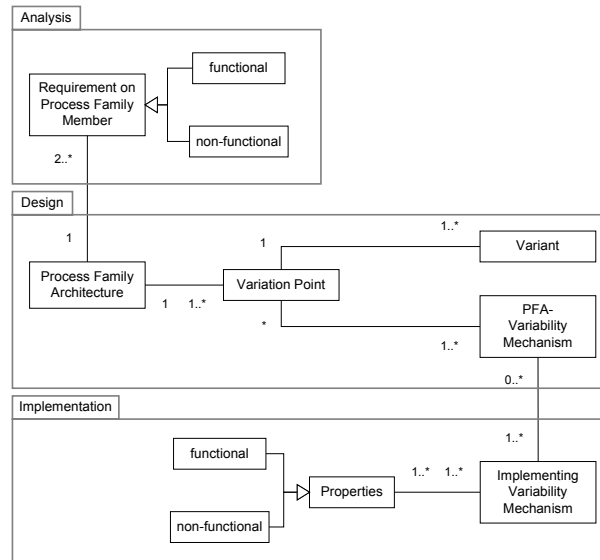 Analysis
functional
Requirement on
Process Family
Member
non-functional
2..*
Design
1
1
1..*
Variant
Process Family
Architecture
Variation Point
1
1..*
PFA-
Variability
Mechanism
*
1..*
0..*
Implementation
1..*
functional
1..*
1..*
Implementing
Variability
Mechanism
Properties
non-functional